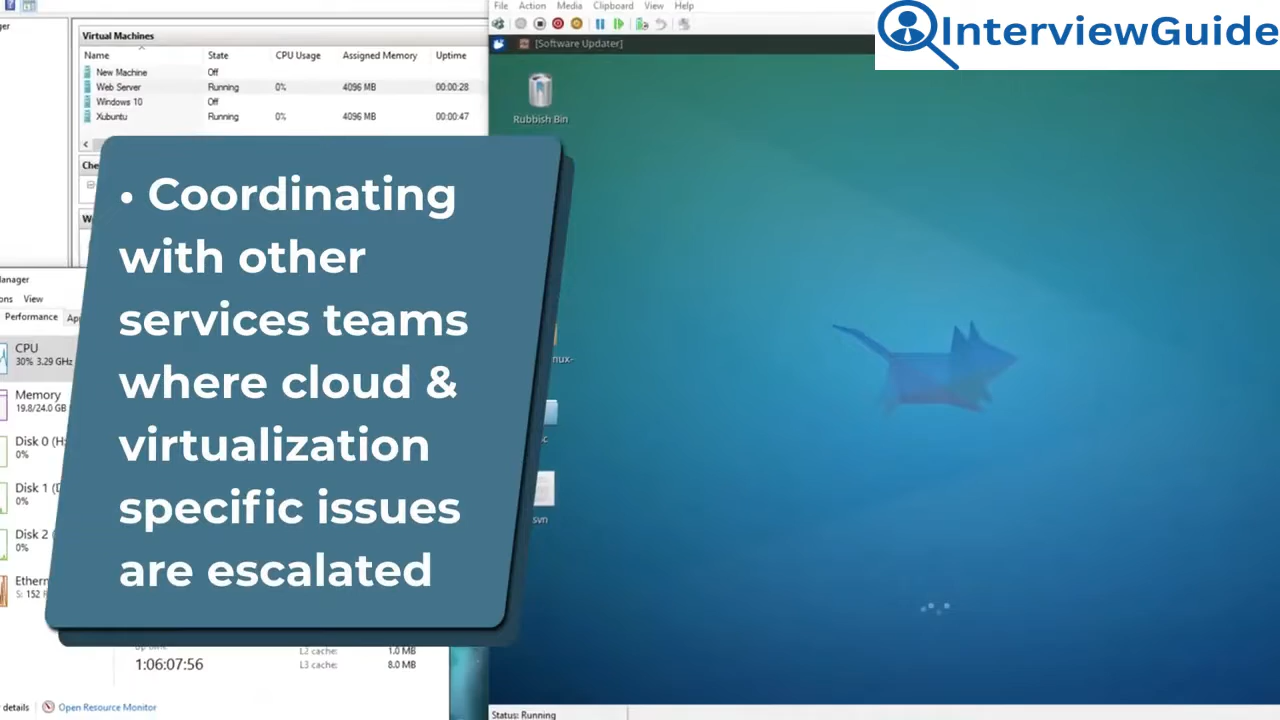 File Action Media Clipboard View Help
InterviewGuide
Virtual Machines
Name State CPU Usage Assigned Memory Uptime
New Machine Off
Web Server Running 0% 4096 MB 00:00:28
Windows 10 Off
Xubuntu Running 0% 4096 MB 00:00:47
[Software Updater]
Rubbish Bin
• Coordinating
with other
services teams
where cloud &
virtualization
specific issues
are escalated
View
Performance
CPU
30% 3.29 GHz
Memory
19.8/24.0 GB
Disk 0 (H:
0%
Disk 1
0%
Disk 2
0%
S: 152
svn
1:06:07:56
L2 cache: 1.0 MB
L3 cache: 8.0 MB
details
Open Resource Monitor
Status: Running